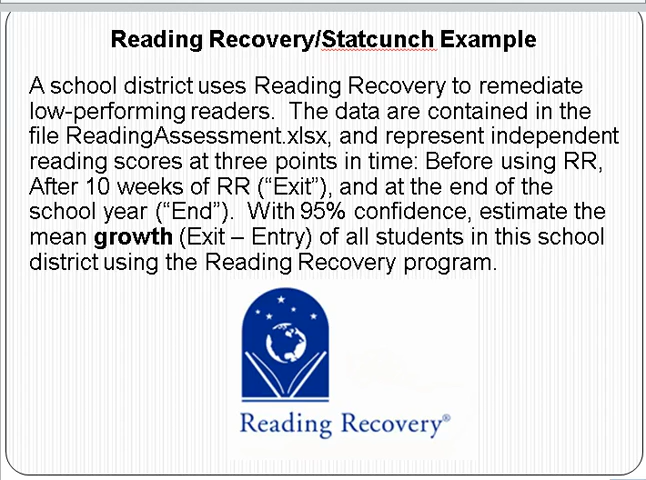 Reading Recovery/Statcunch Example
A school district uses Reading Recovery to remediate
low-performing readers.  The data are contained in the
file ReadingAssessment.xlsx, and represent independent
reading scores at three points in time: Before using RR,
After 10 weeks of RR (“Exit”), and at the end of the
school year (“End”).  With 95% confidence, estimate the
mean growth (Exit – Entry) of all students in this school
district using the Reading Recovery program.
Reading Recovery®